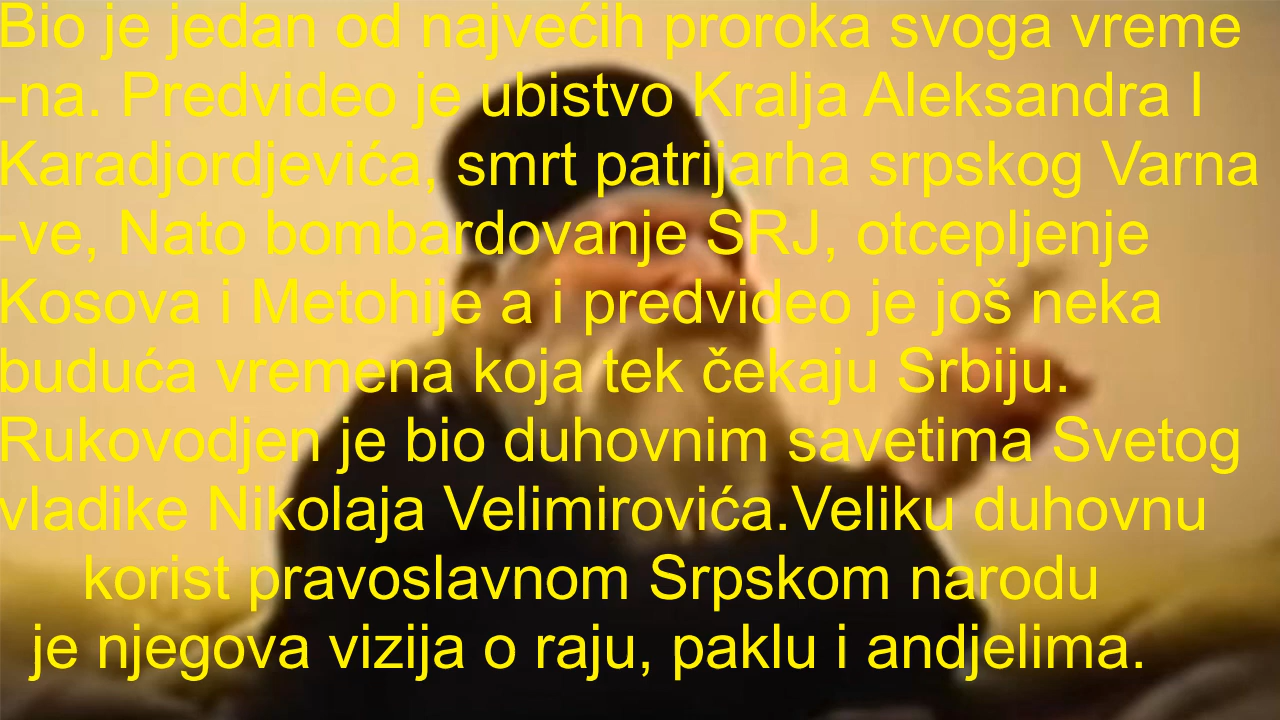 Bio je jedan od najvećih proroka svoga vreme
-na. Predvideo je ubistvo Kralja Aleksandra I
Karadjordjevića, smrt patrijarha srpskog Varna
-ve, Nato bombardovanje SRJ, otcepljenje
Kosova i Metohije a i predvideo je još neka
buduća vremena koja tek čekaju Srbiju.
Rukovodjen je bio duhovnim savetima Svetog
vladike Nikolaja Velimirovića.Veliku duhovnu
korist pravoslavnom Srpskom narodu
je njegova vizija o raju, paklu i andjelima.